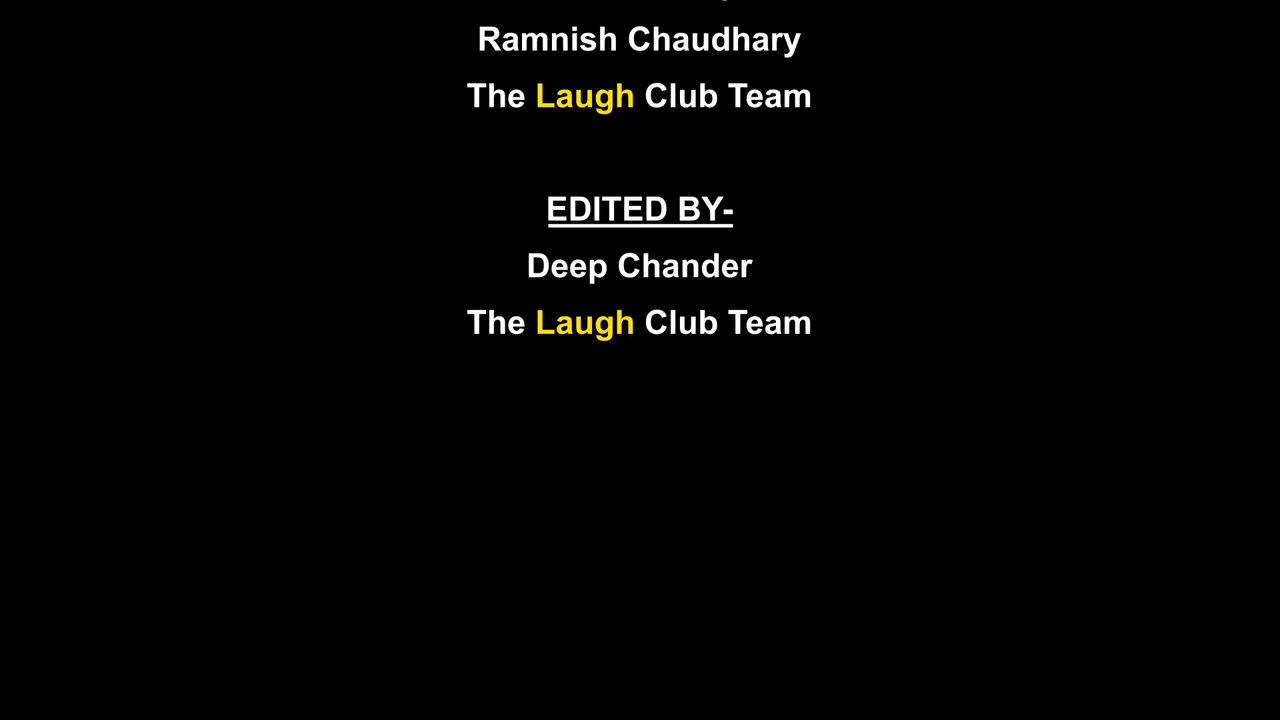 Ramnish Chaudhary
The Laugh Club Team
EDITED BY-
Deep Chander
The Laugh Club Team